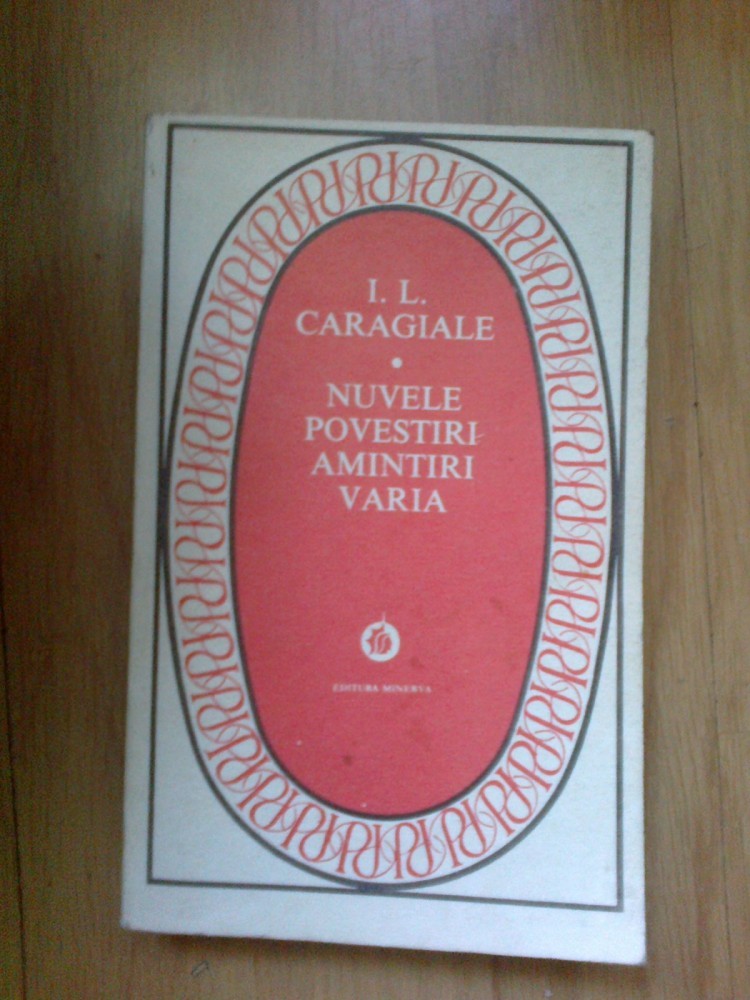 I. L.
CARAGIALE
•
NUVELE
POVESTIRI
AMINTIRI
VARIA
EDITURA MINERVA